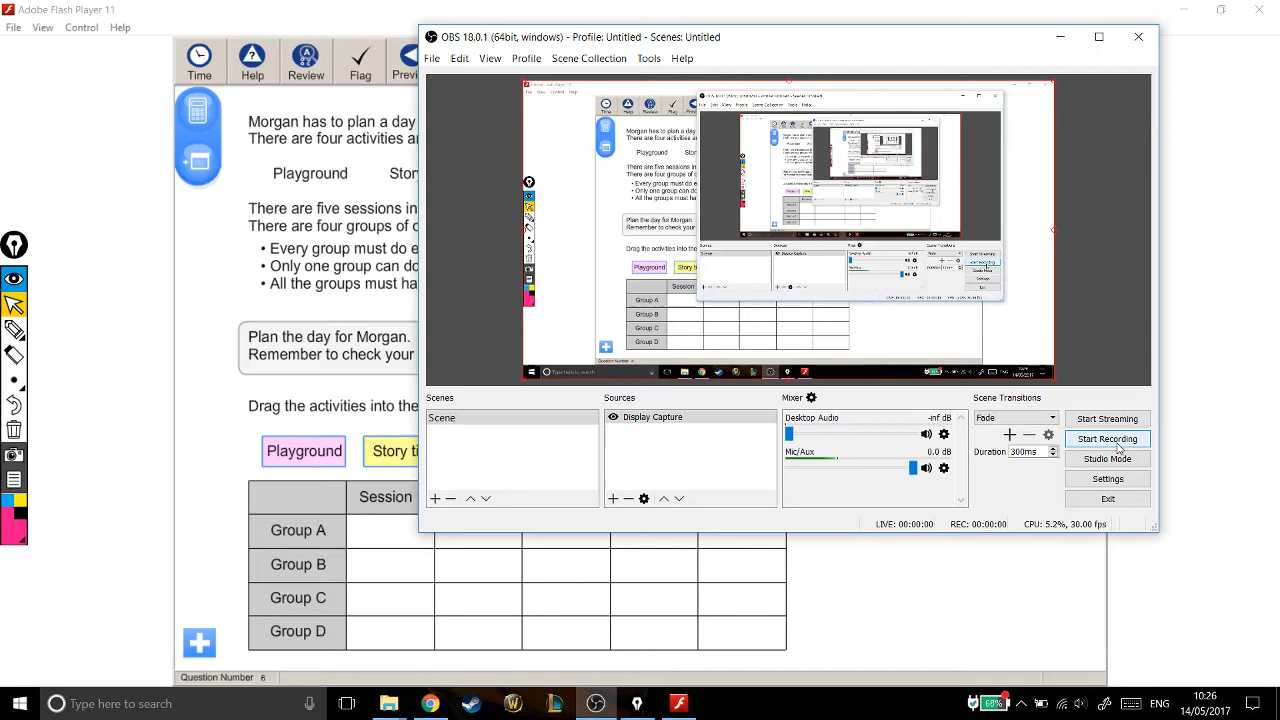 Adobe Flash Player 11
File View Control Help
Time Help Review Flag Previ
Morgan has to plan a day
There are four activities ar
Playground Story
There are five sessions in
There are four groups of c
• Every group must do e
• Only one group can do
• All the groups must ha
Plan the day for Morgan.
Remember to check your
Drag the activities into the
Playground Story ti
Session
Group A
Group B
Group C
Group D
Question Number 6
OBS 18.0.1 (64bit, windows) - Profile: Untitled - Scenes: Untitled
File Edit View Profile Scene Collection Tools Help
Scenes
Scene
Sources
Display Capture
Mixer
Desktop Audio -inf dB
Mic/Aux 0.0 dB
Scene Transitions
Fade
Duration 300ms
Start Streaming
Start Recording
Studio Mode
Settings
Exit
LIVE: 00:00:00 REC: 00:00:00 CPU: 5.2%, 30.00 fps
Type here to search
68%
ENG
10:26
14/05/2017